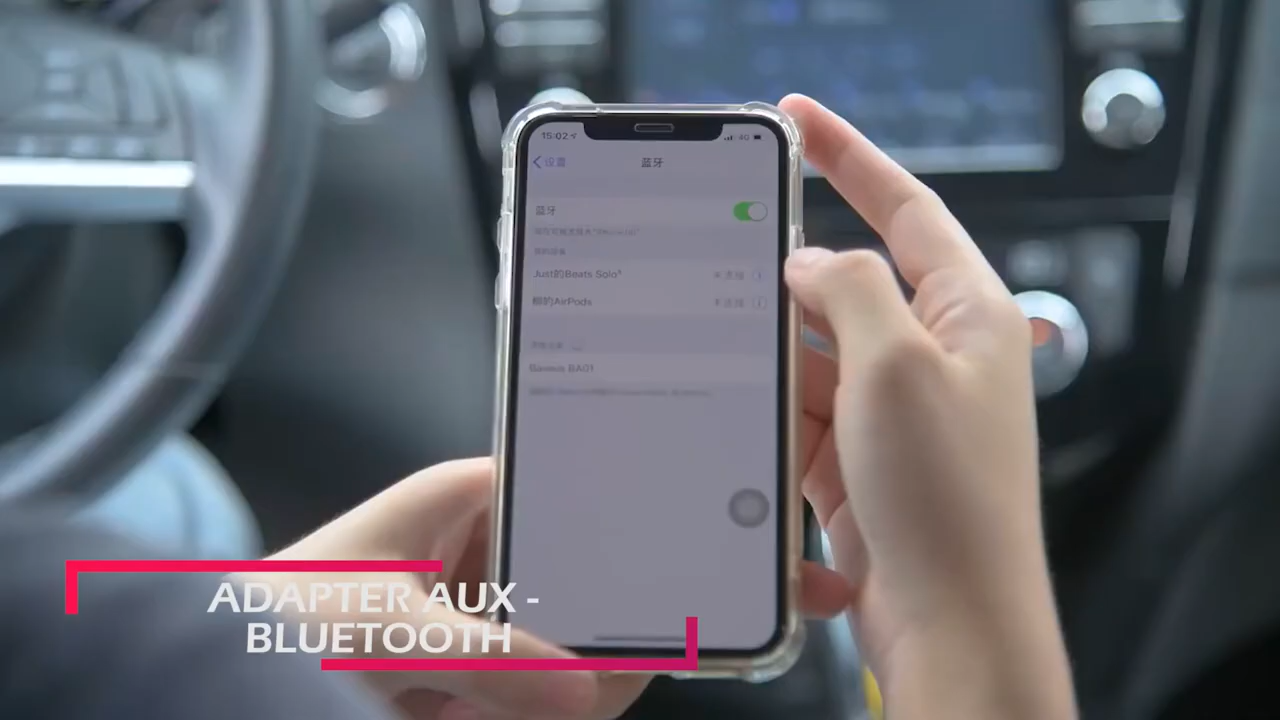 15:02
4G
设置
蓝牙
蓝牙
Just的Beats Solo³
未连接
未连接
Baseus BA01
ADAPTER AUX -
BLUETOOTH